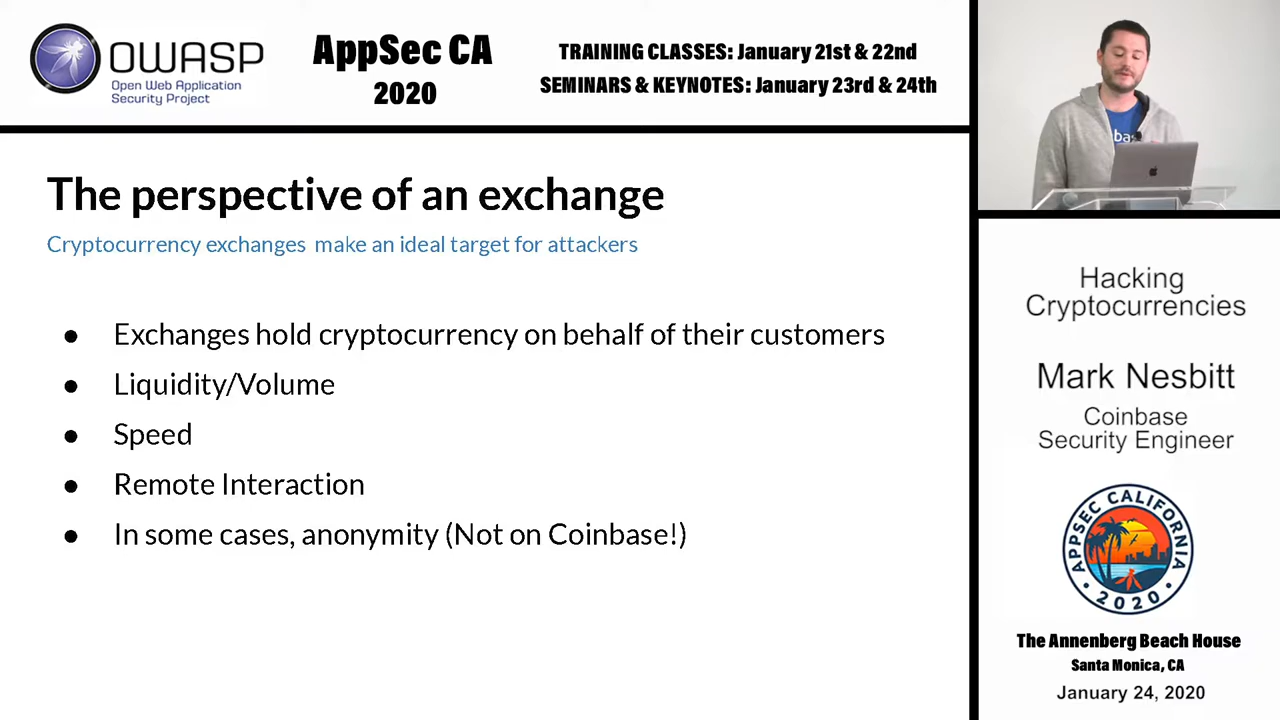 OWASP
Open Web Application
Security Project
AppSec CA
2020
TRAINING CLASSES: January 21st & 22nd
SEMINARS & KEYNOTES: January 23rd & 24th
The perspective of an exchange
Cryptocurrency exchanges make an ideal target for attackers
● Exchanges hold cryptocurrency on behalf of their customers
● Liquidity/Volume
● Speed
● Remote Interaction
● In some cases, anonymity (Not on Coinbase!)
Hacking
Cryptocurrencies
Mark Nesbitt
Coinbase
Security Engineer
APPSEC CALIFORNIA
• 2020 •
The Annenberg Beach House
Santa Monica, CA
January 24, 2020